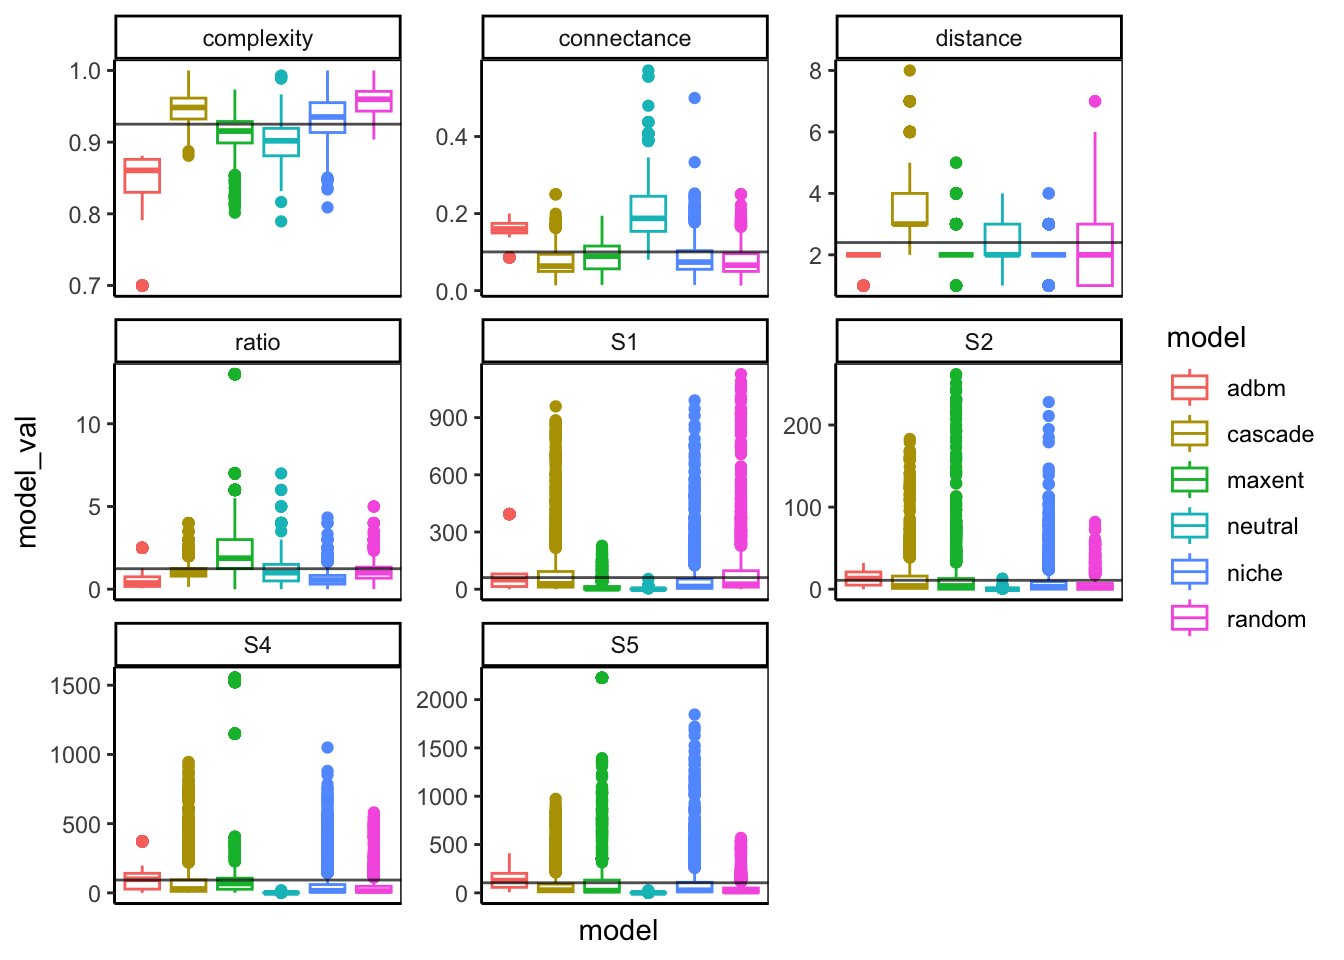 complexity
connectance
distance
1.0
0.9
0.8
0.7
0.4
0.2
0.0
8
6
4
2
ratio
S1
S2
10
5
0
900
600
300
0
200
100
0
S4
S5
1500
1000
500
0
2000
1500
1000
500
0
model_val
model
model
adbm
cascade
maxent
neutral
niche
random